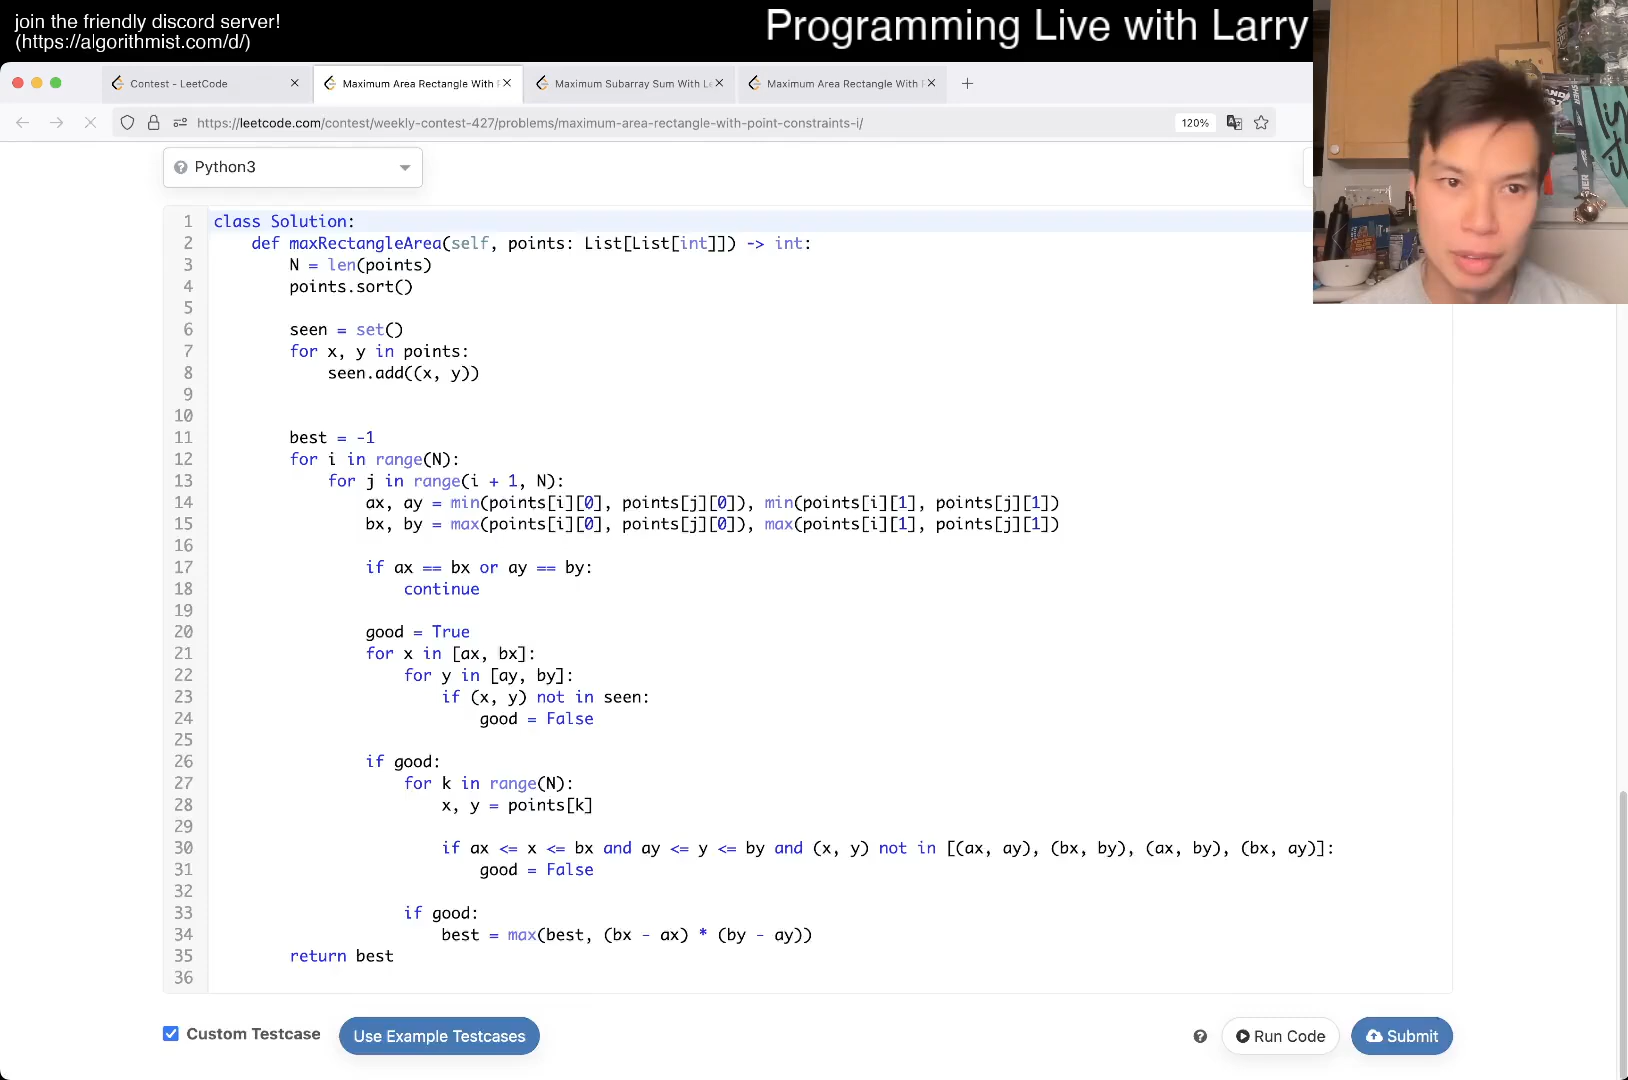 join the friendly discord server!
(https://algorithmist.com/d/)
Programming Live with Larry
Contest - LeetCode
Maximum Area Rectangle With
Maximum Subarray Sum With Le
Maximum Area Rectangle With
https://leetcode.com/contest/weekly-contest-427/problems/maximum-area-rectangle-with-point-constraints-i/
120%
Python3
1 class Solution:
2     def maxRectangleArea(self, points: List[List[int]]) -> int:
3         N = len(points)
4         points.sort()
5
6         seen = set()
7         for x, y in points:
8             seen.add((x, y))
9
10
11         best = -1
12         for i in range(N):
13             for j in range(i + 1, N):
14                 ax, ay = min(points[i][0], points[j][0]), min(points[i][1], points[j][1])
15                 bx, by = max(points[i][0], points[j][0]), max(points[i][1], points[j][1])
16
17                 if ax == bx or ay == by:
18                     continue
19
20                 good = True
21                 for x in [ax, bx]:
22                     for y in [ay, by]:
23                         if (x, y) not in seen:
24                             good = False
25
26                 if good:
27                     for k in range(N):
28                         x, y = points[k]
29
30                         if ax <= x <= bx and ay <= y <= by and (x, y) not in [(ax, ay), (bx, by), (ax, by), (bx, ay)]:
31                             good = False
32
33                     if good:
34                         best = max(best, (bx - ax) * (by - ay))
35         return best
36
Custom Testcase
Use Example Testcases
Run Code
Submit